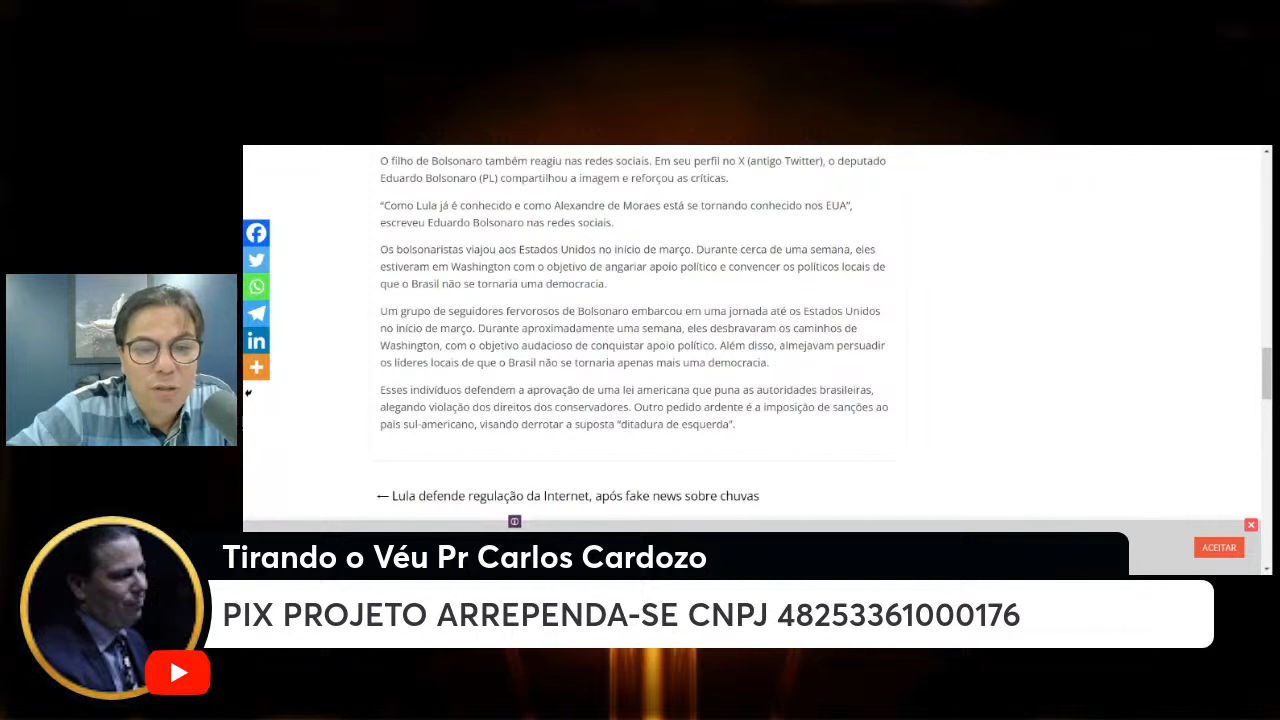 O filho de Bolsonaro também reagiu nas redes sociais. Em seu perfil no X (antigo Twitter), o deputado
Eduardo Bolsonaro (PL) compartilhou a imagem e reforçou as críticas.
“Como Lula já é conhecido e como Alexandre de Moraes está se tornando conhecido nos EUA”,
escreveu Eduardo Bolsonaro nas redes sociais.
Os bolsonaristas viajou aos Estados Unidos no início de março. Durante cerca de uma semana, eles
estiveram em Washington com o objetivo de angariar apoio político e convencer os políticos locais de
que o Brasil não se tornaria uma democracia.
Um grupo de seguidores fervorosos de Bolsonaro embarcou em uma jornada até os Estados Unidos
no início de março. Durante aproximadamente uma semana, eles desbravaram os caminhos de
Washington, com o objetivo audacioso de conquistar apoio político. Além disso, almejavam persuadir
os líderes locais de que o Brasil não se tornaria apenas mais uma democracia.
Esses indivíduos defendem a aprovação de uma lei americana que puna as autoridades brasileiras,
alegando violação dos direitos dos conservadores. Outro pedido ardente é a imposição de sanções ao
país sul-americano, visando derrotar a suposta “ditadura de esquerda”.
← Lula defende regulação da Internet, após fake news sobre chuvas
ACEITAR
Tirando o Véu Pr Carlos Cardozo
PIX PROJETO ARREPENDA-SE CNPJ 48253361000176